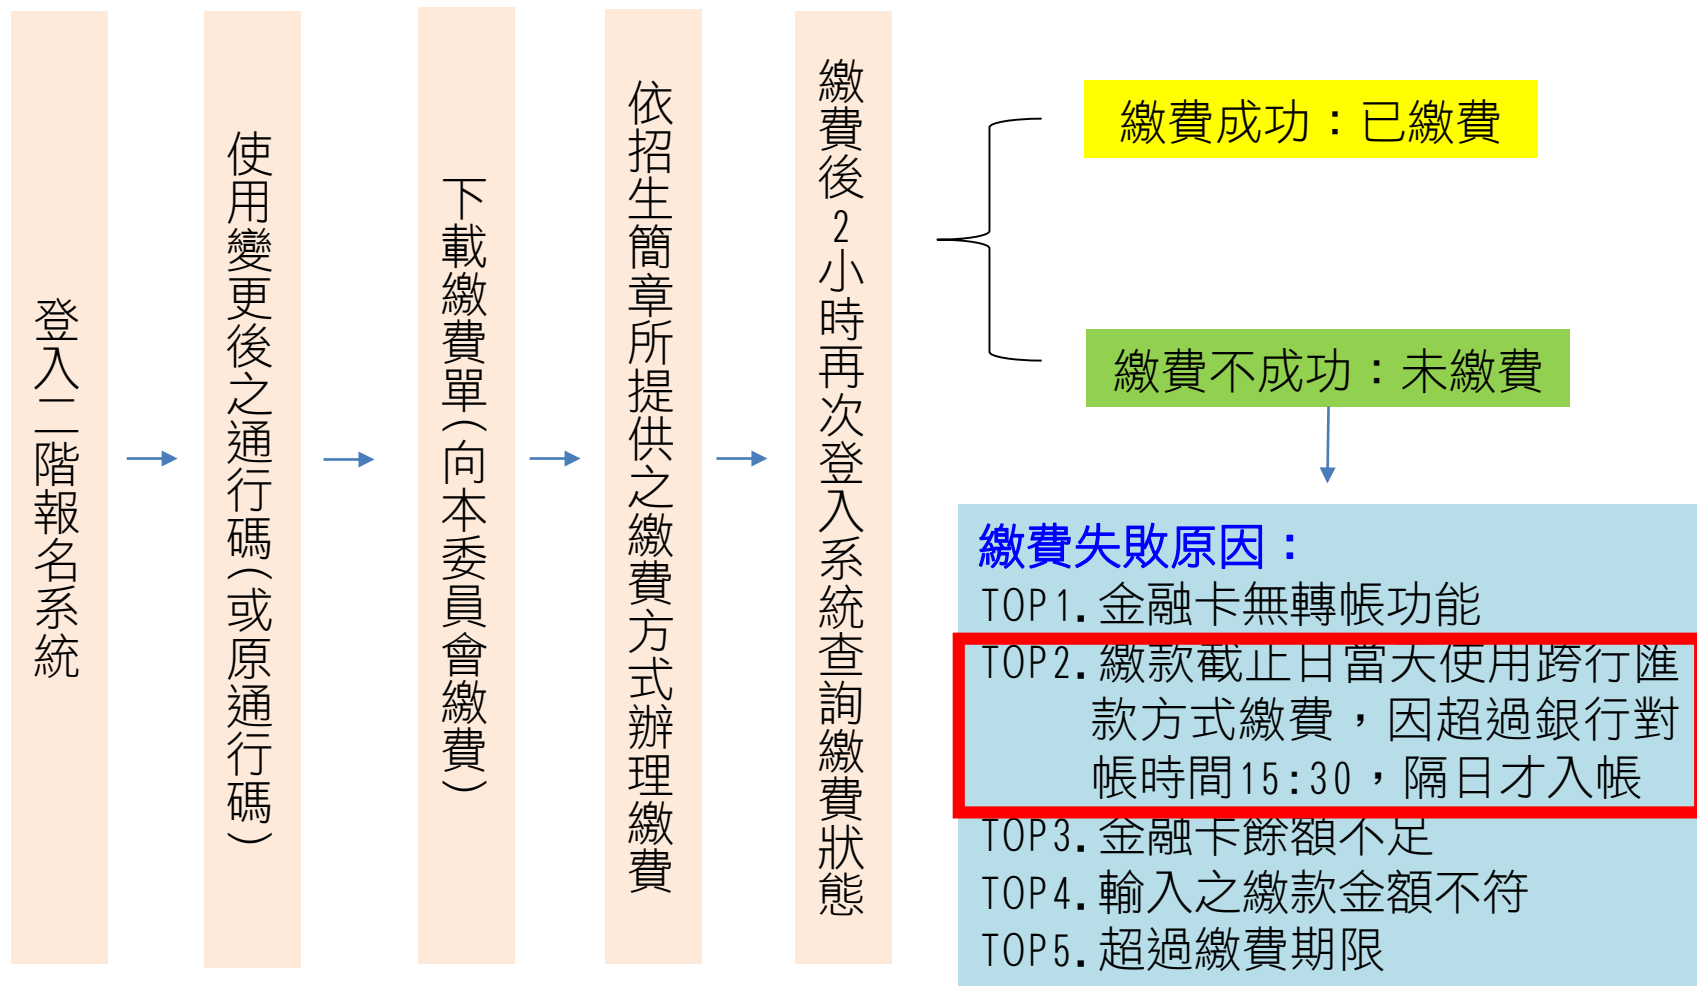 登入二階報名系統
使用變更後之通行碼(或原通行碼)
下載繳費單(向本委員會繳費)
依招生簡章所提供之繳費方式辦理繳費
繳費後2小時再次登入系統查詢繳費狀態
繳費成功：已繳費
繳費不成功：未繳費
繳費失敗原因：
TOP1.金融卡無轉帳功能
TOP2.繳款截止日當天使用跨行匯
款方式繳費，因超過銀行對
帳時間15:30，隔日才入帳
TOP3.金融卡餘額不足
TOP4.輸入之繳款金額不符
TOP5.超過繳費期限